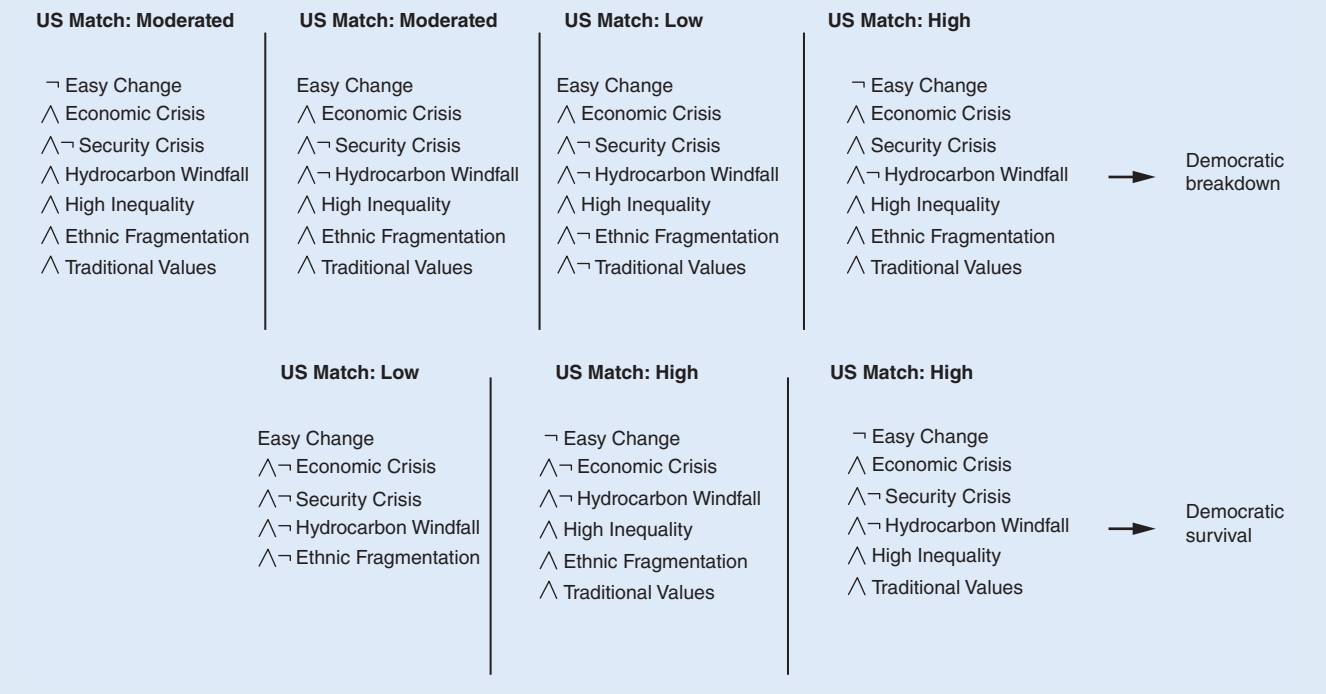 US Match: Moderated
¬ Easy Change
∧ Economic Crisis
∧¬ Security Crisis
∧ Hydrocarbon Windfall
∧ High Inequality
∧ Ethnic Fragmentation
∧ Traditional Values
US Match: Moderated
Easy Change
∧ Economic Crisis
∧¬ Security Crisis
∧¬ Hydrocarbon Windfall
∧ High Inequality
∧ Ethnic Fragmentation
∧ Traditional Values
US Match: Low
Easy Change
∧ Economic Crisis
∧¬ Security Crisis
∧¬ Hydrocarbon Windfall
∧ High Inequality
∧¬ Ethnic Fragmentation
∧¬ Traditional Values
US Match: High
¬ Easy Change
∧ Economic Crisis
∧ Security Crisis
∧¬ Hydrocarbon Windfall
∧ High Inequality
∧ Ethnic Fragmentation
∧ Traditional Values
Democratic
breakdown
US Match: Low
Easy Change
∧¬ Economic Crisis
∧¬ Security Crisis
∧¬ Hydrocarbon Windfall
∧¬ Ethnic Fragmentation
US Match: High
¬ Easy Change
∧¬ Economic Crisis
∧¬ Hydrocarbon Windfall
∧ High Inequality
∧ Ethnic Fragmentation
∧ Traditional Values
US Match: High
¬ Easy Change
∧ Economic Crisis
∧¬ Security Crisis
∧¬ Hydrocarbon Windfall
∧ High Inequality
∧ Traditional Values
Democratic
survival